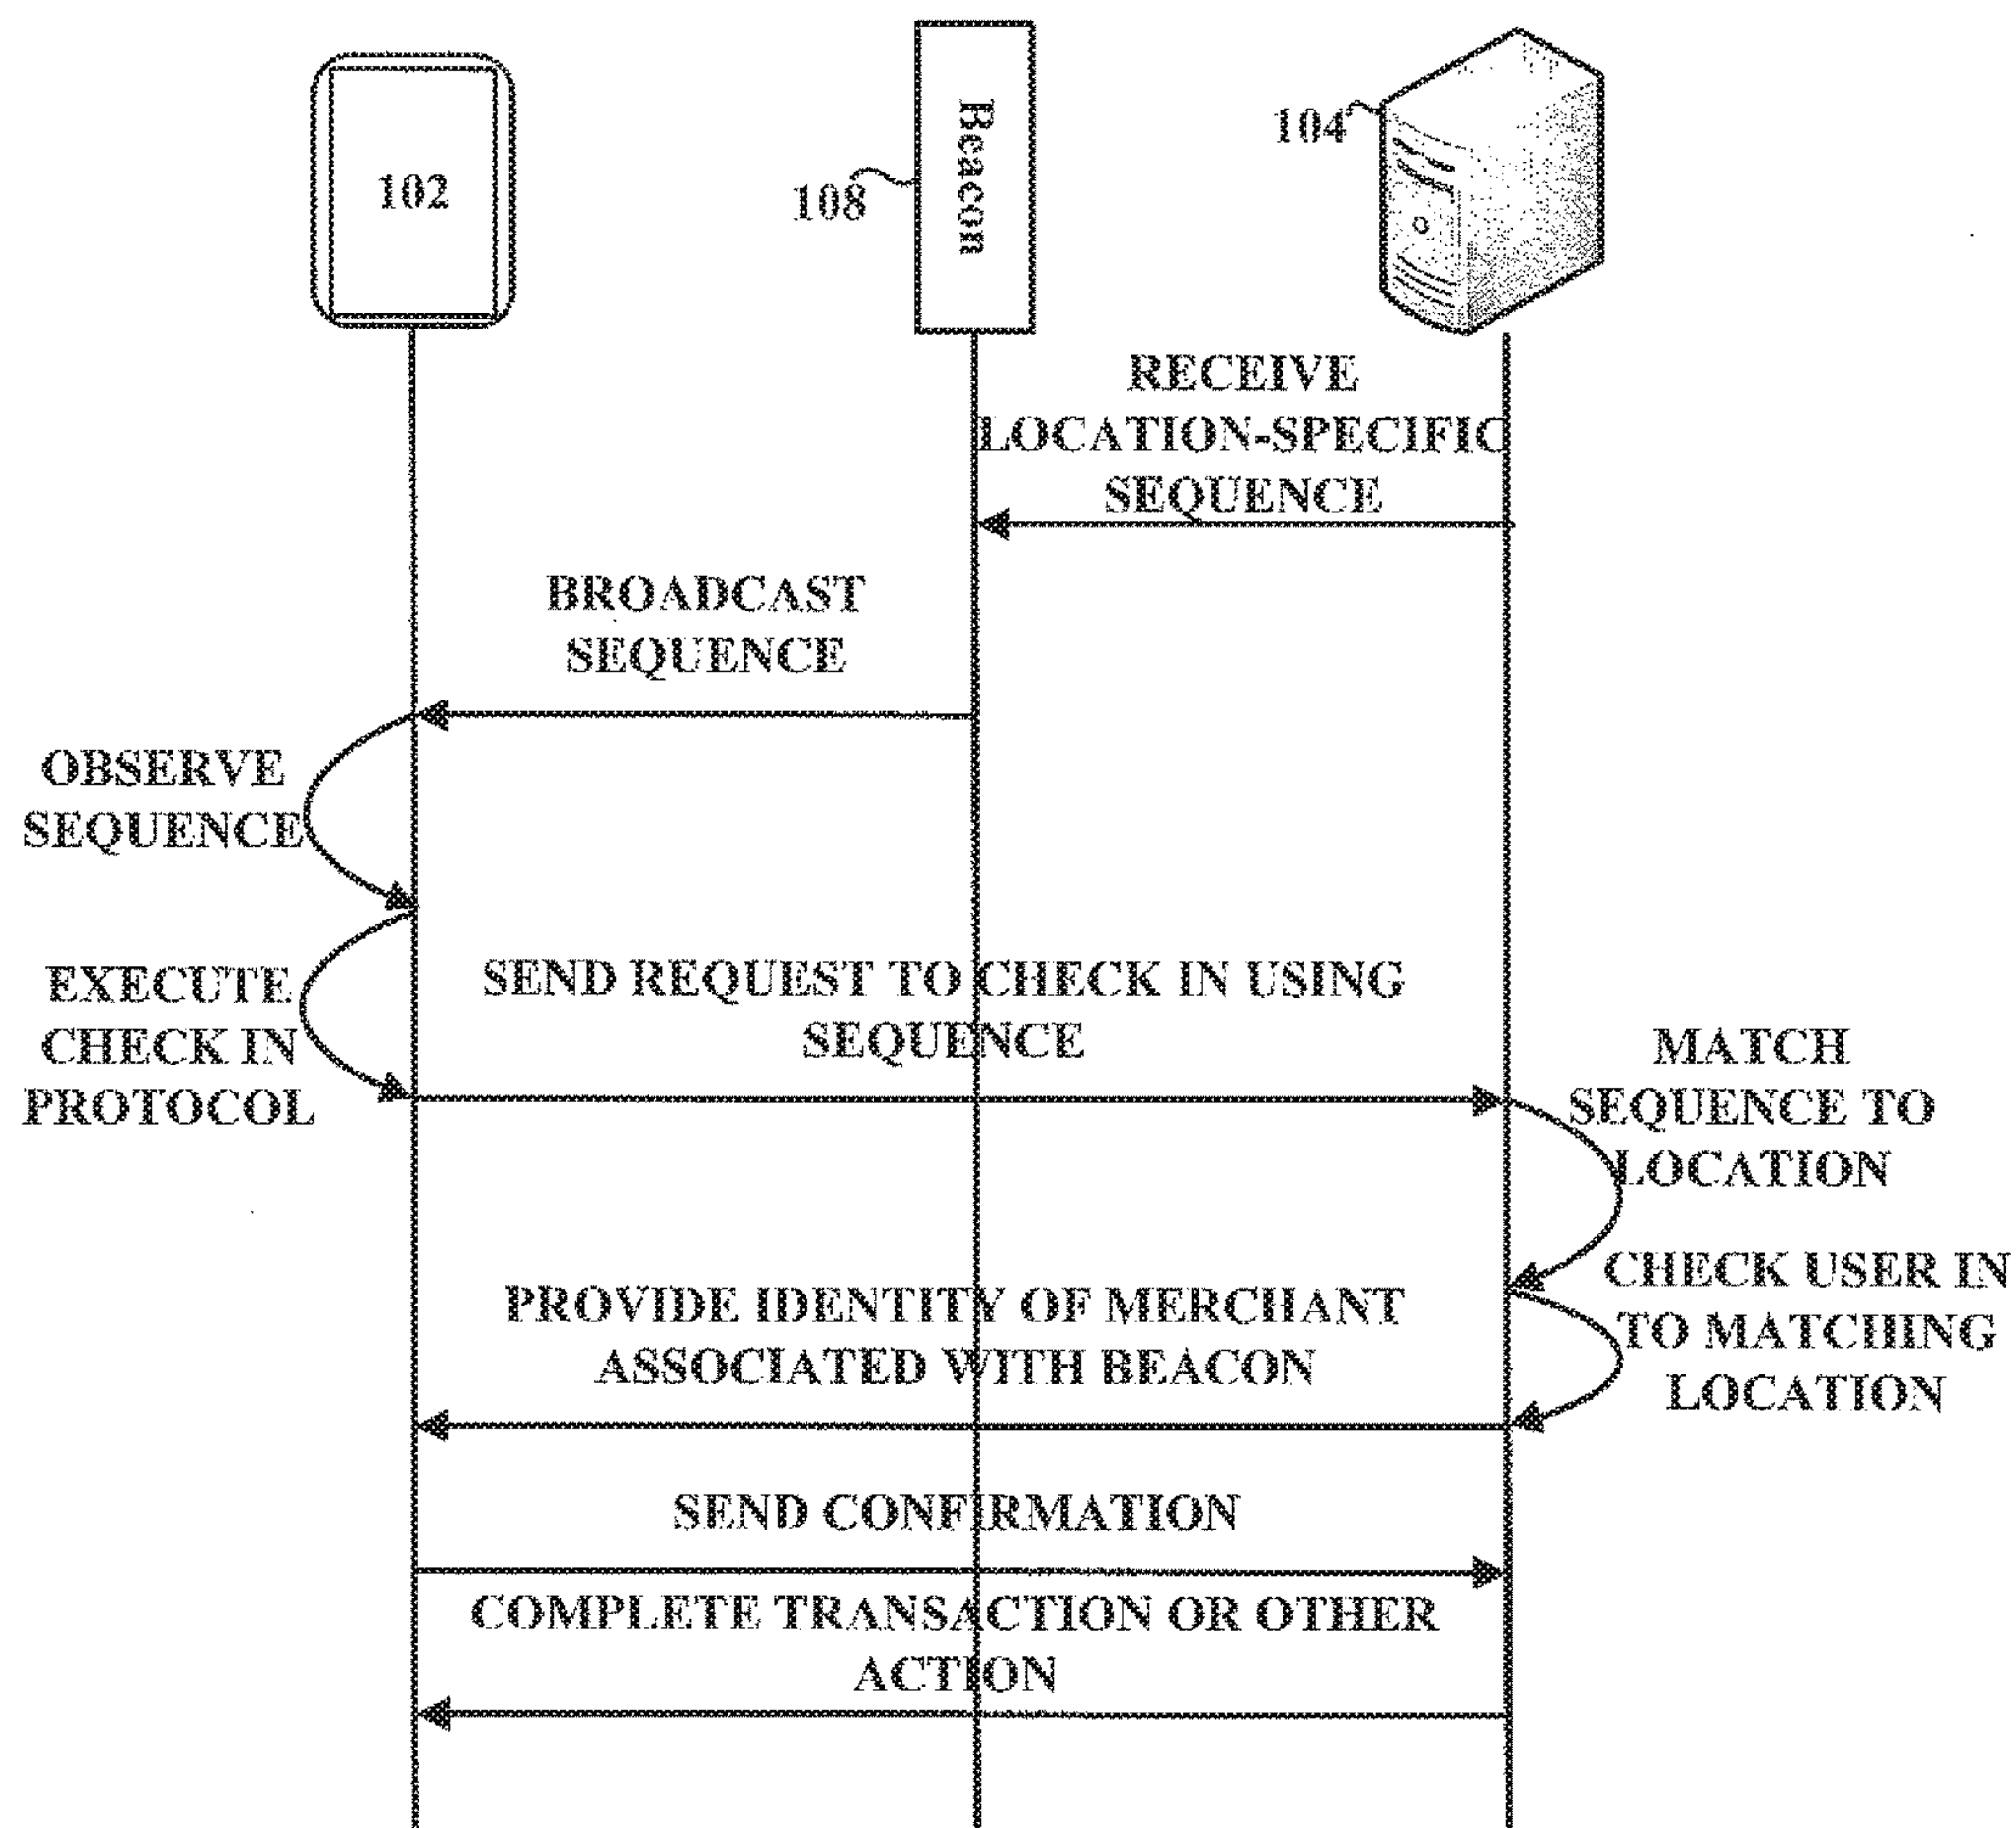 102
108
Beacon
104
RECEIVE
LOCATION-SPECIFIC
SEQUENCE
BROADCAST
SEQUENCE
OBSERVE
SEQUENCE
EXECUTE
CHECK IN
PROTOCOL
SEND REQUEST TO CHECK IN USING
SEQUENCE
MATCH
SEQUENCE TO
LOCATION
CHECK USER IN
TO MATCHING
LOCATION
PROVIDE IDENTITY OF MERCHANT
ASSOCIATED WITH BEACON
SEND CONFIRMATION
COMPLETE TRANSACTION OR OTHER
ACTION